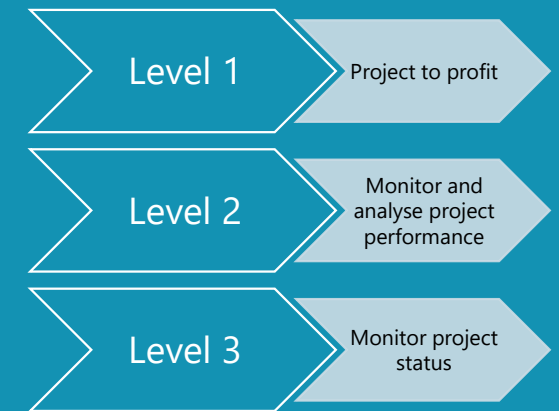 Level 1
Project to profit
Level 2
Monitor and
analyse project
performance
Level 3
Monitor project
status